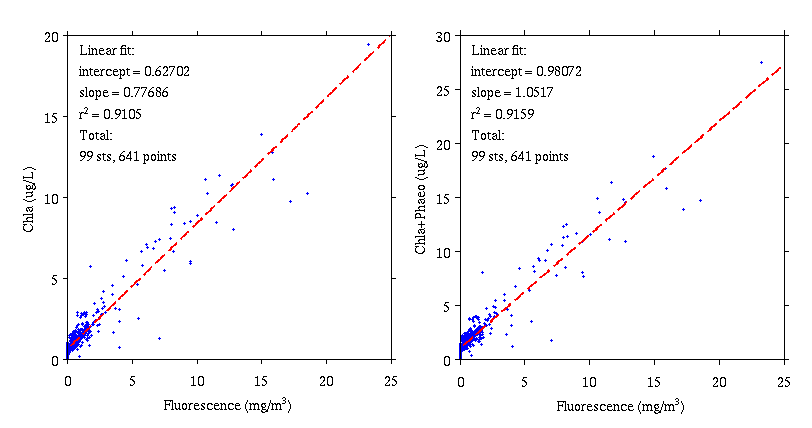 Linear fit:
intercept = 0.62702
slope = 0.77686
r² = 0.9105
Total:
99 sts, 641 points
20
15
10
5
0
Chla (ug/L)
0 5 10 15 20 25
Fluorescence (mg/m³)
Linear fit:
intercept = 0.98072
slope = 1.0517
r² = 0.9159
Total:
99 sts, 641 points
30
25
20
15
10
5
0
Chla+Phaeo (ug/L)
0 5 10 15 20 25
Fluorescence (mg/m³)